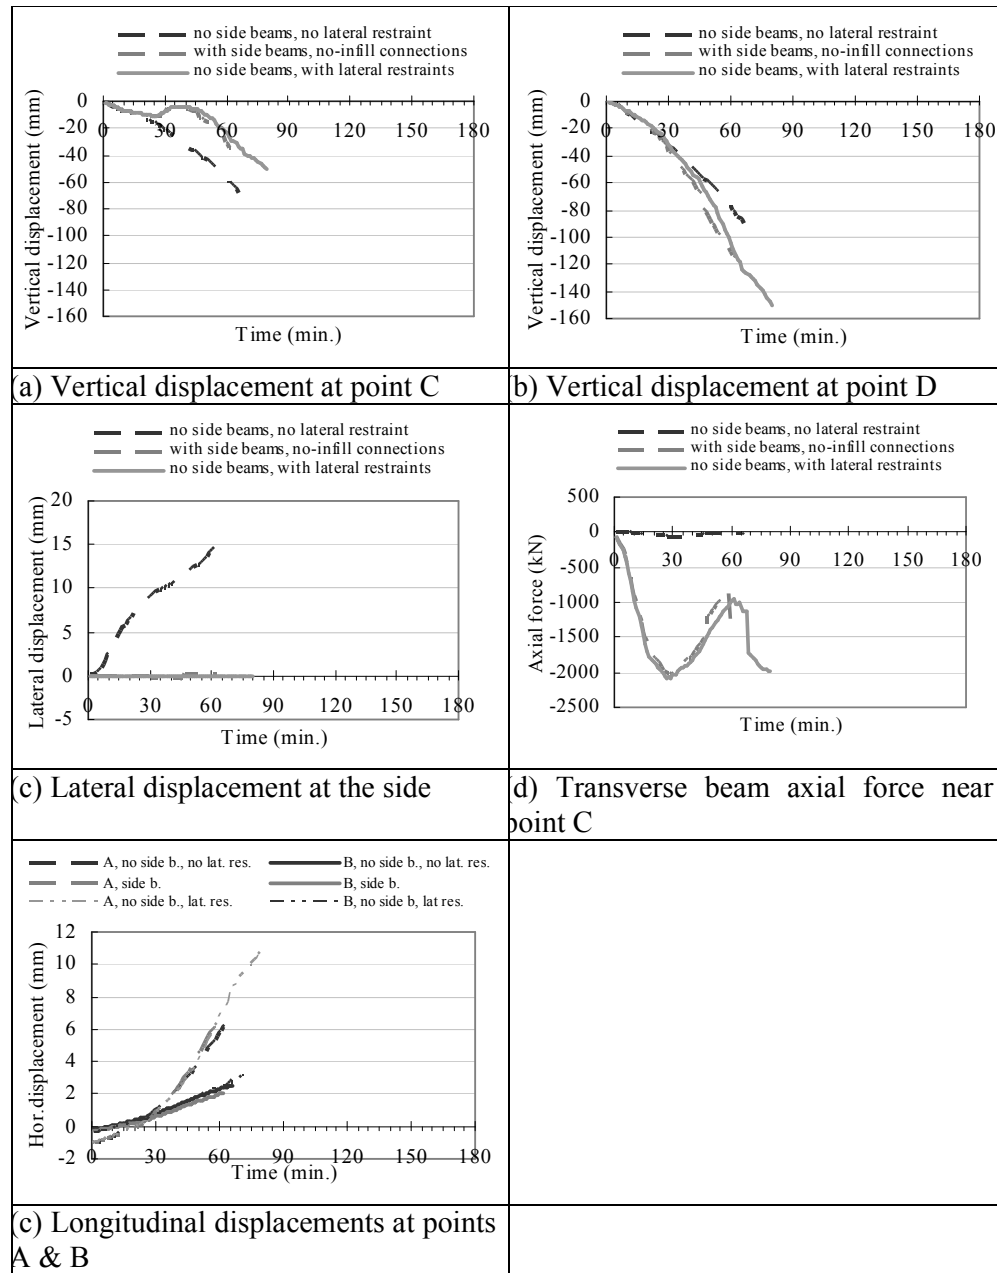 no side beams, no lateral restraint
with side beams, no-infill connections
no side beams, with lateral restraints
0
-20
-40
-60
-80
-100
-120
-140
-160
0 30 60 90 120 150 180
Vertical displacement (mm)
Time (min.)
(a) Vertical displacement at point C
no side beams, no lateral restraint
with side beams, no-infill connections
no side beams, with lateral restraints
0
-20
-40
-60
-80
-100
-120
-140
-160
0 30 60 90 120 150 180
Vertical displacement (mm)
Time (min.)
(b) Vertical displacement at point D
no side beams, no lateral restraint
with side beams, no-infill connections
no side beams, with lateral restraints
20
15
10
5
0
-5
0 30 60 90 120 150 180
Lateral displacement (mm)
Time (min.)
(c) Lateral displacement at the side
no side beams, no lateral restraint
with side beams, no-infill connections
no side beams, with lateral restraints
500
0
-500
-1000
-1500
-2000
-2500
0 30 60 90 120 150 180
Axial force (kN)
Time (min.)
(d) Transverse beam axial force near
point C
A, no side b., no lat. res.
B, no side b., no lat. res.
A, side b.
B, side b.
A, no side b., lat. res.
B, no side b, lat res.
12
10
8
6
4
2
0
-2
0 30 60 90 120 150 180
Hor.displacement (mm)
Time (min.)
(c) Longitudinal displacements at points
A & B